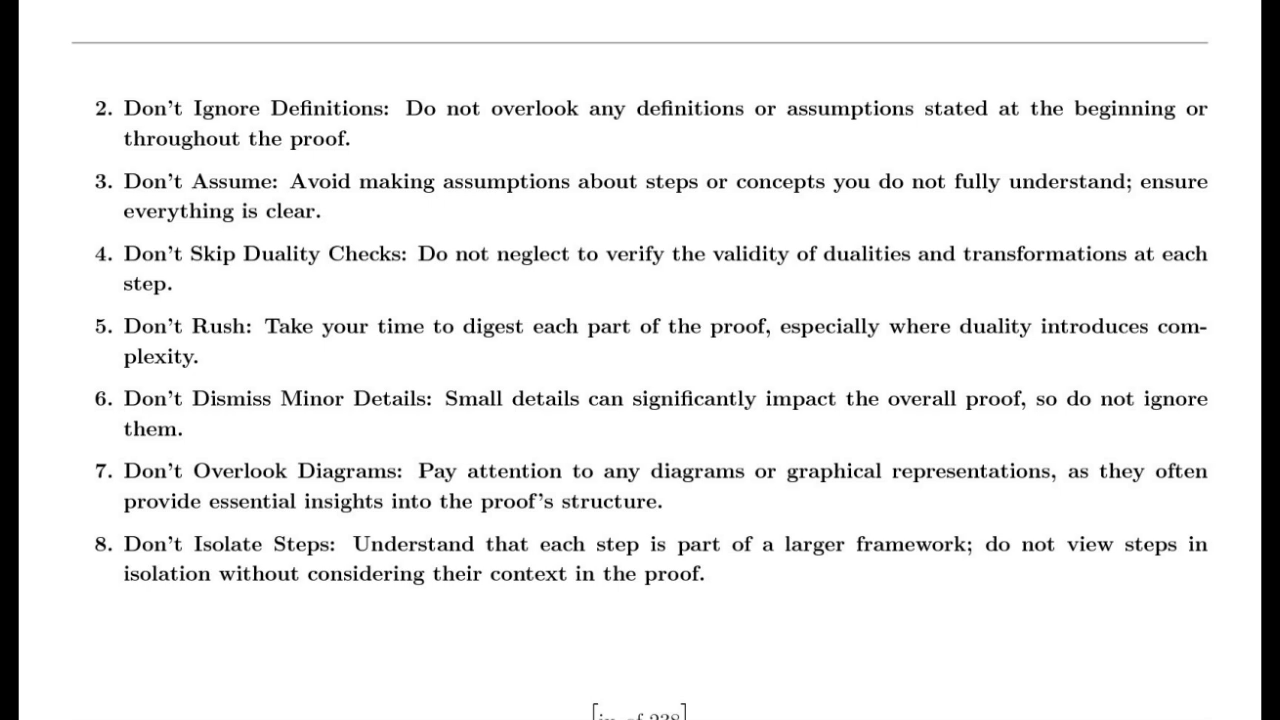 2. Don't Ignore Definitions: Do not overlook any definitions or assumptions stated at the beginning or
throughout the proof.
3. Don't Assume: Avoid making assumptions about steps or concepts you do not fully understand; ensure
everything is clear.
4. Don't Skip Duality Checks: Do not neglect to verify the validity of dualities and transformations at each
step.
5. Don't Rush: Take your time to digest each part of the proof, especially where duality introduces com-
plexity.
6. Don't Dismiss Minor Details: Small details can significantly impact the overall proof, so do not ignore
them.
7. Don't Overlook Diagrams: Pay attention to any diagrams or graphical representations, as they often
provide essential insights into the proof's structure.
8. Don't Isolate Steps: Understand that each step is part of a larger framework; do not view steps in
isolation without considering their context in the proof.